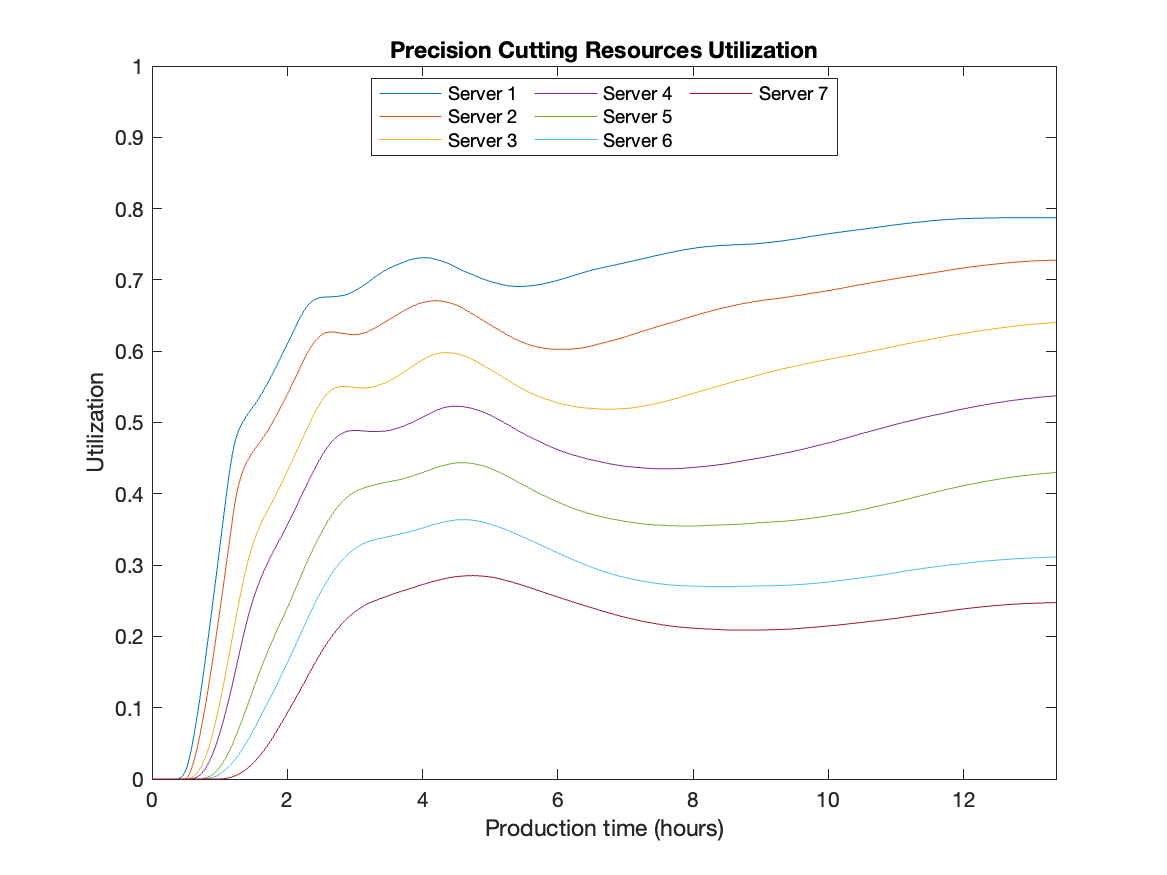 Precision Cutting Resources Utilization
Server 1 Server 4 Server 7
Server 2 Server 5
Server 3 Server 6
1
0.9
0.8
0.7
0.6
0.5
0.4
0.3
0.2
0.1
0
Utilization
0 2 4 6 8 10 12
Production time (hours)